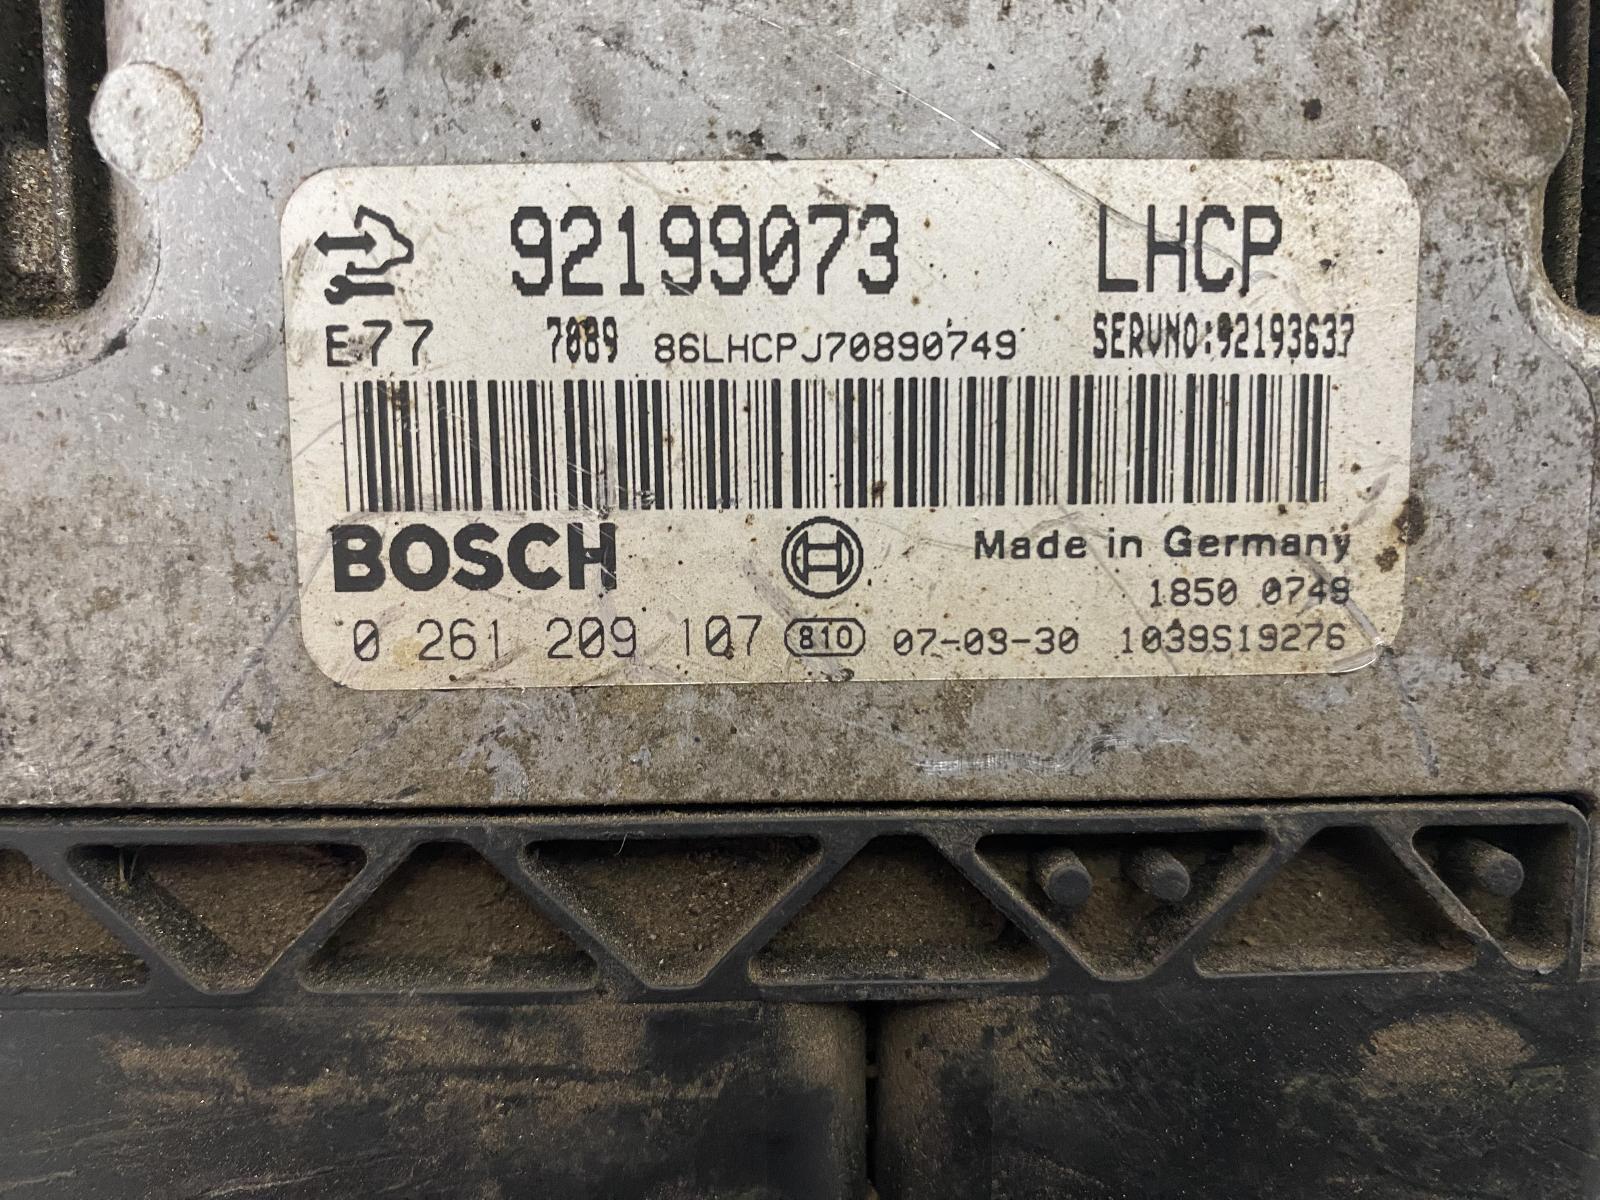 92199073 LHCP
E77 7089 86LHCPJ70890749 SERVNO:92193637
BOSCH Made in Germany
1850 0749
0 261 209 107 810 07-03-30 1039S19276